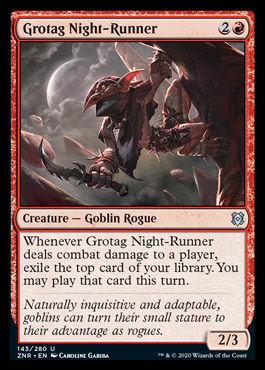 Grotag Night-Runner 2
Creature — Goblin Rogue
Whenever Grotag Night-Runner
deals combat damage to a player,
exile the top card of your library. You
may play that card this turn.
Naturally inquisitive and adaptable,
goblins can turn their small stature to
their advantage as rogues.
2/3
143/280 U
ZNR • EN CAROLINE GARIBA
™ & © 2020 Wizards of the Coast